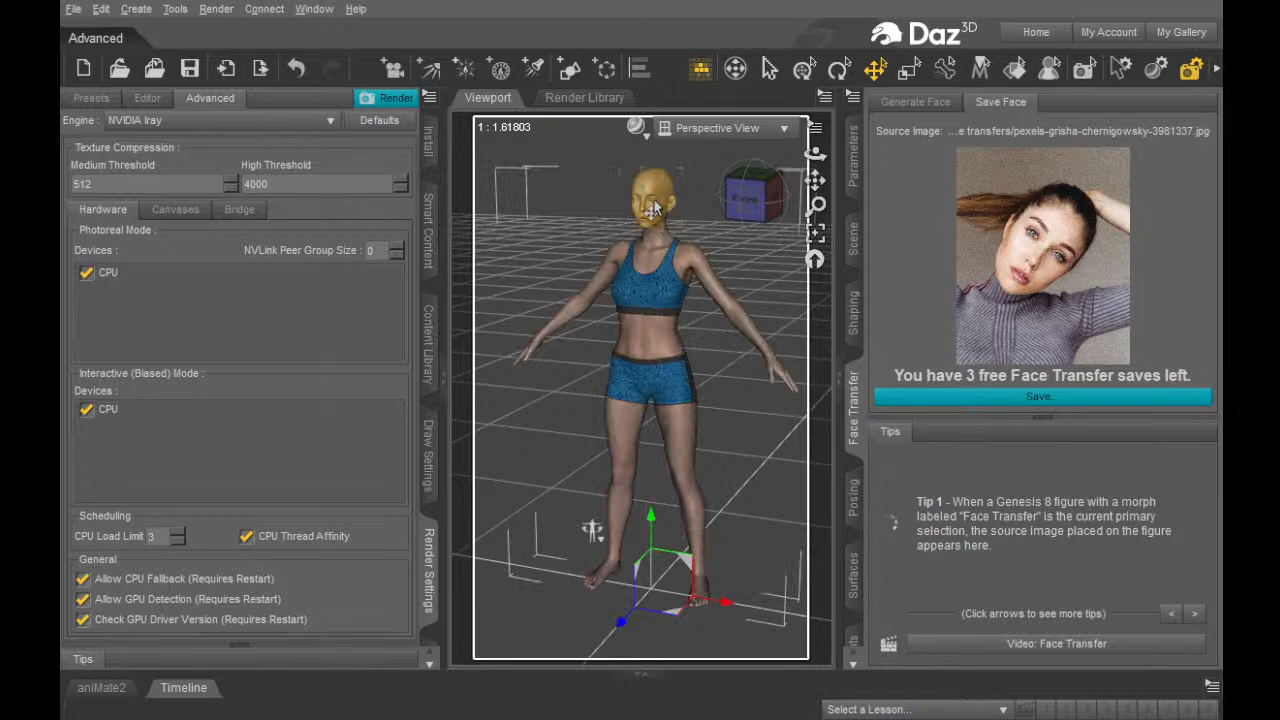 File Edit Create Tools Render Connect Window Help
Advanced
Daz 3D
Home My Account My Gallery
Presets Editor Advanced Render
Engine : NVIDIA Iray Defaults
Texture Compression :
Medium Threshold High Threshold
512 4000
Hardware Canvases Bridge
Photoreal Mode :
Devices : NVLink Peer Group Size : 0
CPU
Interactive (Biased) Mode :
Devices :
CPU
Scheduling
CPU Load Limit 3 CPU Thread Affinity
General
Allow CPU Fallback (Requires Restart)
Allow GPU Detection (Requires Restart)
Check GPU Driver Version (Requires Restart)
Tips
Install
Smart Content
Content Library
Draw Settings
Render Settings
Viewport Render Library
1 : 1.61803
Perspective View
Front
Parameters
Scene
Shaping
Face Transfer
Posing
Surfaces
Generate Face Save Face
Source Image: ...e transfers/pexels-grisha-chernigowsky-3981337.jpg
You have 3 free Face Transfer saves left.
Save...
Tips
Tip 1 - When a Genesis 8 figure with a morph
labeled "Face Transfer" is the current primary
selection, the source image placed on the figure
appears here.
(Click arrows to see more tips) < >
Video: Face Transfer
aniMate2 Timeline
Select a Lesson...